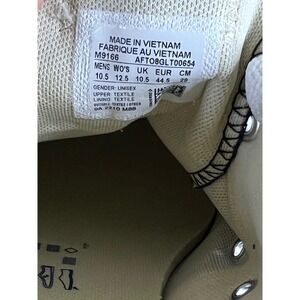 MADE IN VIETNAM
FABRIQUE AU VIETNAM
M9166 AFTO8GLT00654
MENS WO'S UK EUR CM
10.5 12.5 10.5 44.5 29
GENDER: UNISEX
UPPER: TEXTILE
LINING: TEXTILE